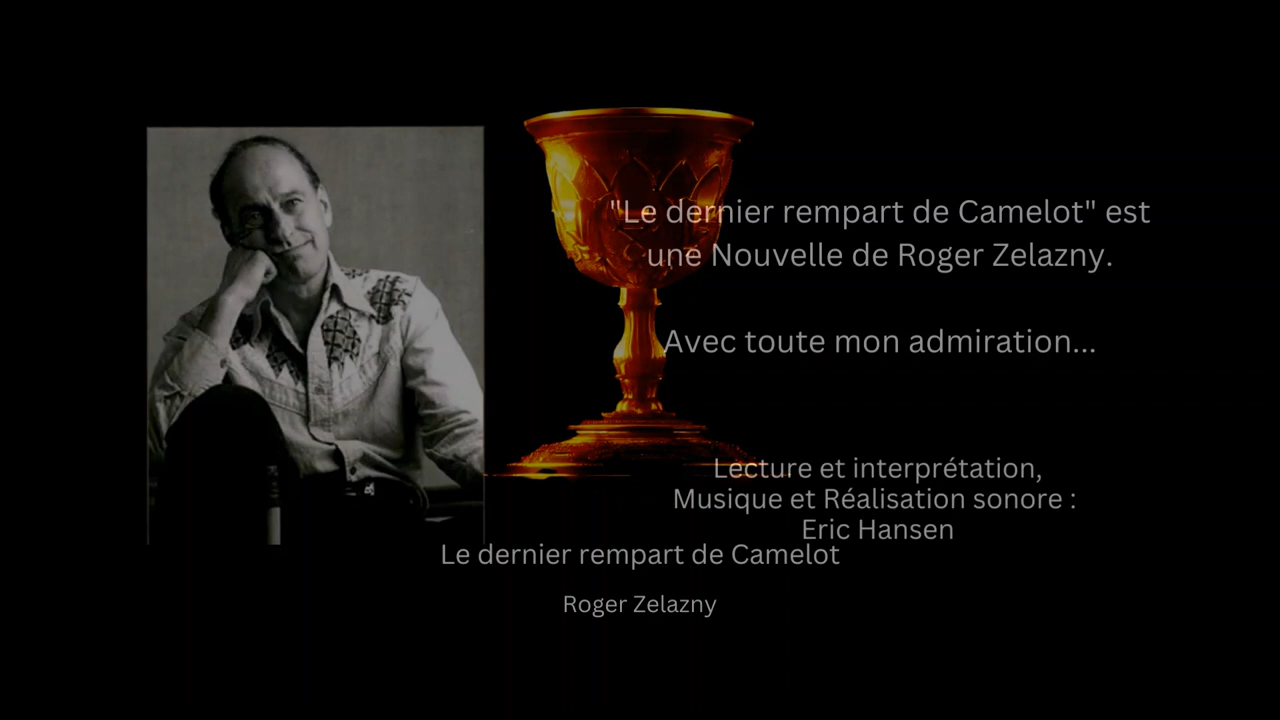 "Le dernier rempart de Camelot" est
une Nouvelle de Roger Zelazny.
Avec toute mon admiration...
Lecture et interprétation,
Musique et Réalisation sonore :
Eric Hansen
Le dernier rempart de Camelot
Roger Zelazny